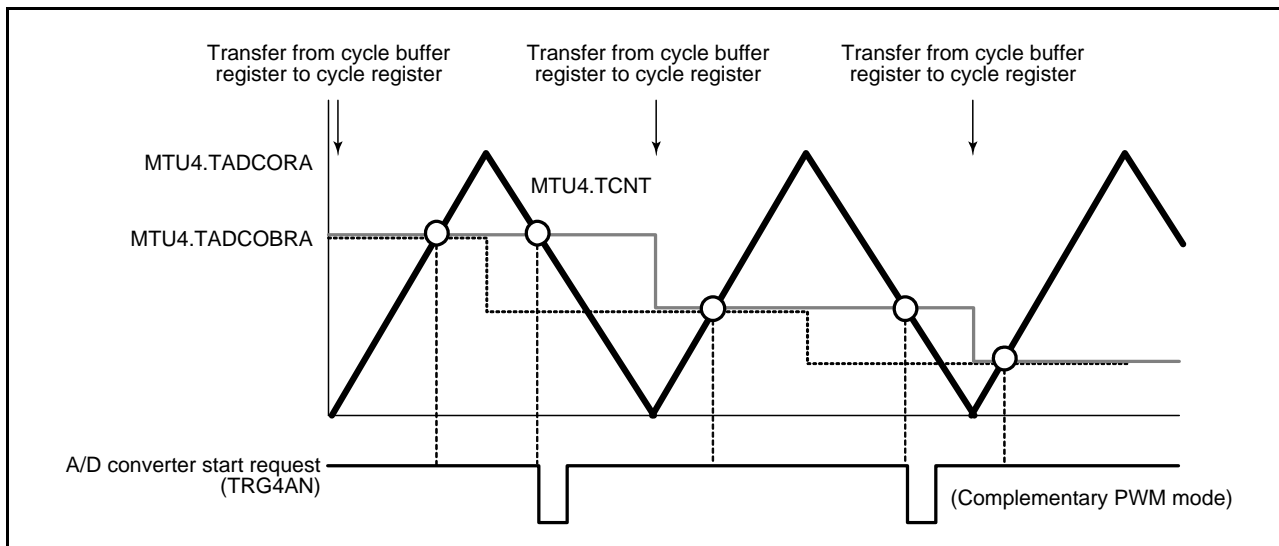 Transfer from cycle buffer
register to cycle register
Transfer from cycle buffer
register to cycle register
Transfer from cycle buffer
register to cycle register
MTU4.TADCORA
MTU4.TCNT
MTU4.TADCOBRA
A/D converter start request
(TRG4AN)
(Complementary PWM mode)